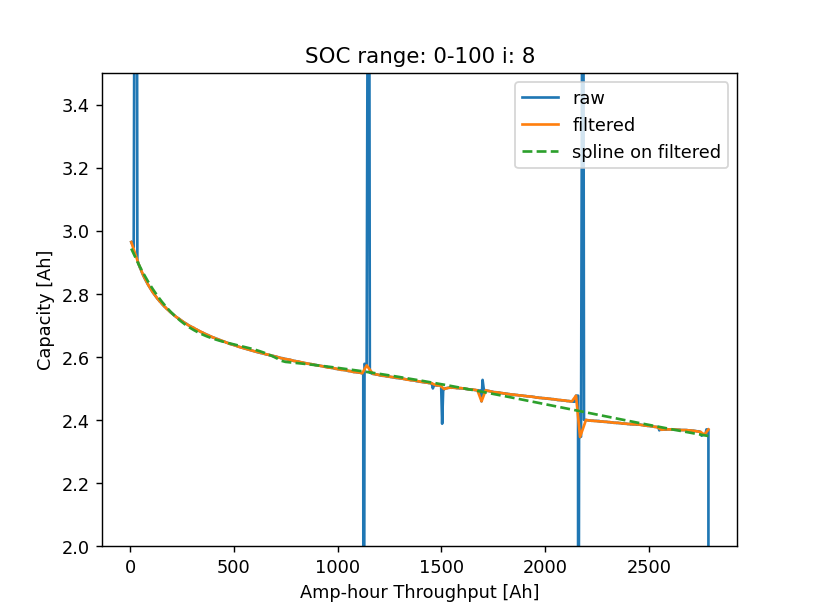 SOC range: 0-100 i: 8
raw
filtered
spline on filtered
3.4
3.2
3.0
2.8
2.6
2.4
2.2
2.0
Capacity [Ah]
0
500
1000
1500
2000
2500
Amp-hour Throughput [Ah]